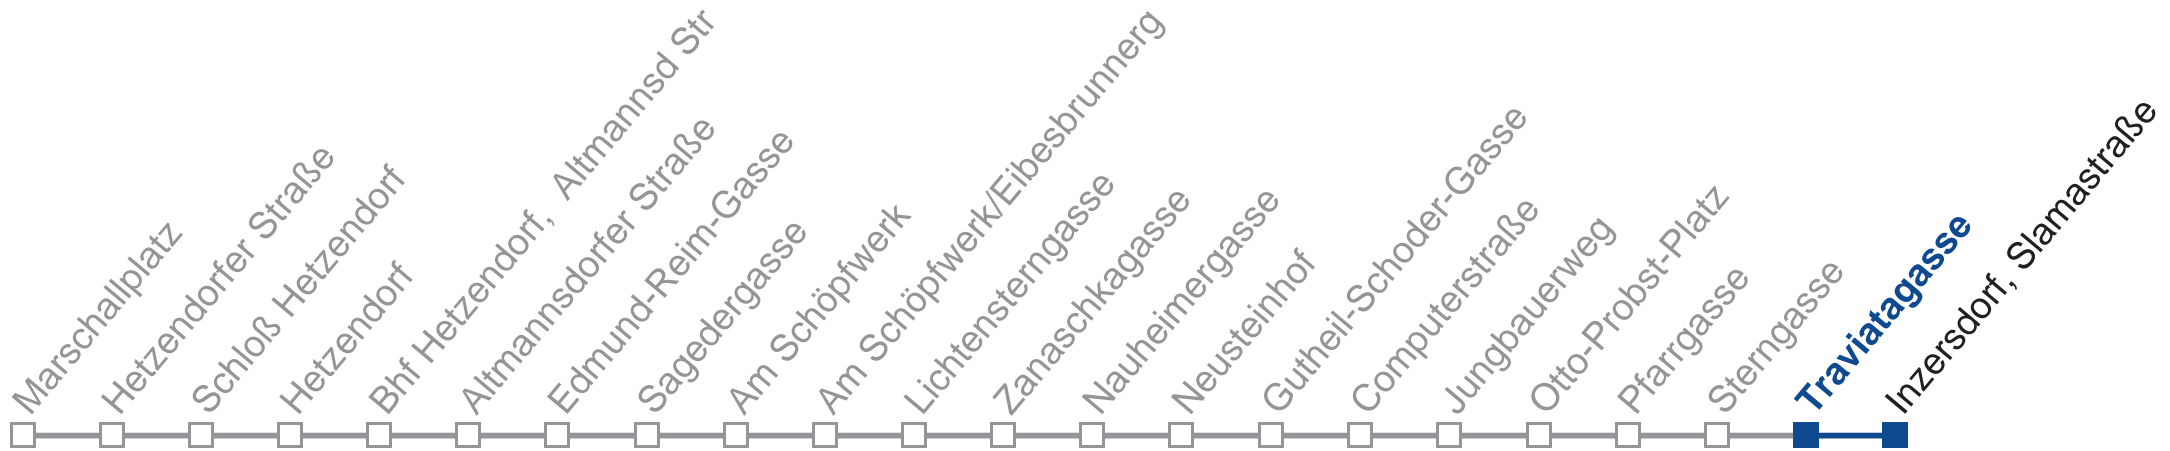 Marschallplatz
Hetzendorfer Straße
Schloß Hetzendorf
Hetzendorf
Bhf Hetzendorf, Altmannsd Str
Altmannsdorfer Straße
Edmund-Reim-Gasse
Sagedergasse
Am Schöpfwerk
Am Schöpfwerk/Eibesbrunnerg
Lichtensterngasse
Zanaschkagasse
Nauheimergasse
Neusteinhof
Gutheil-Schoder-Gasse
Computerstraße
Jungbauerweg
Otto-Probst-Platz
Pfarrgasse
Sterngasse
Traviatagasse
Inzersdorf, Slamastraße